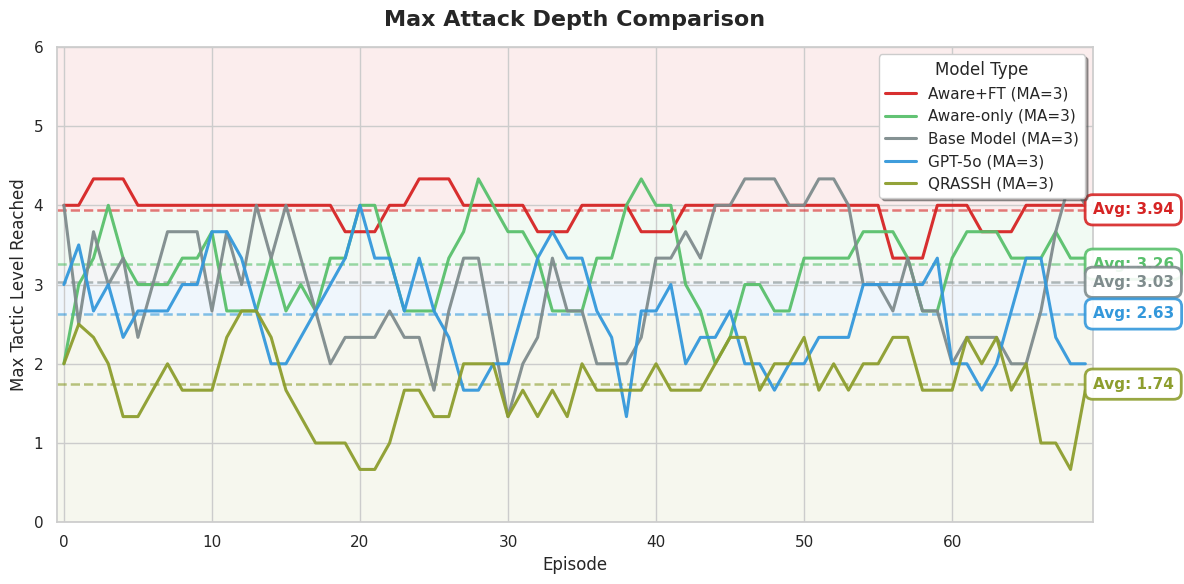 Max Attack Depth Comparison
Max Tactic Level Reached
6
5
4
3
2
1
0
Model Type
Aware+FT (MA=3)
Aware-only (MA=3)
Base Model (MA=3)
GPT-5o (MA=3)
QRASSH (MA=3)
Avg: 3.94
Avg: 3.26
Avg: 3.03
Avg: 2.63
Avg: 1.74
0 10 20 30 40 50 60
Episode